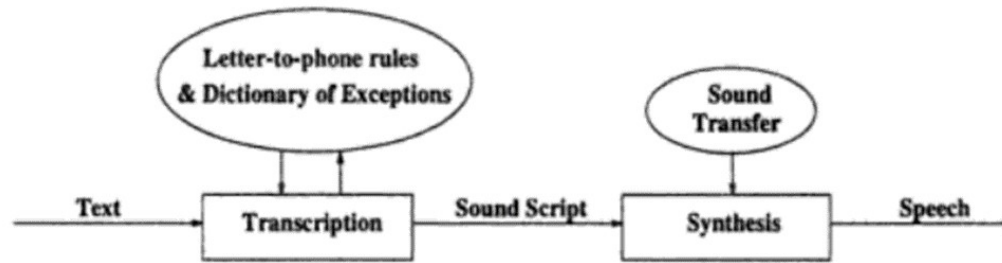 Letter-to-phone rules
& Dictionary of Exceptions
Sound
Transfer
Text
Transcription
Sound Script
Synthesis
Speech